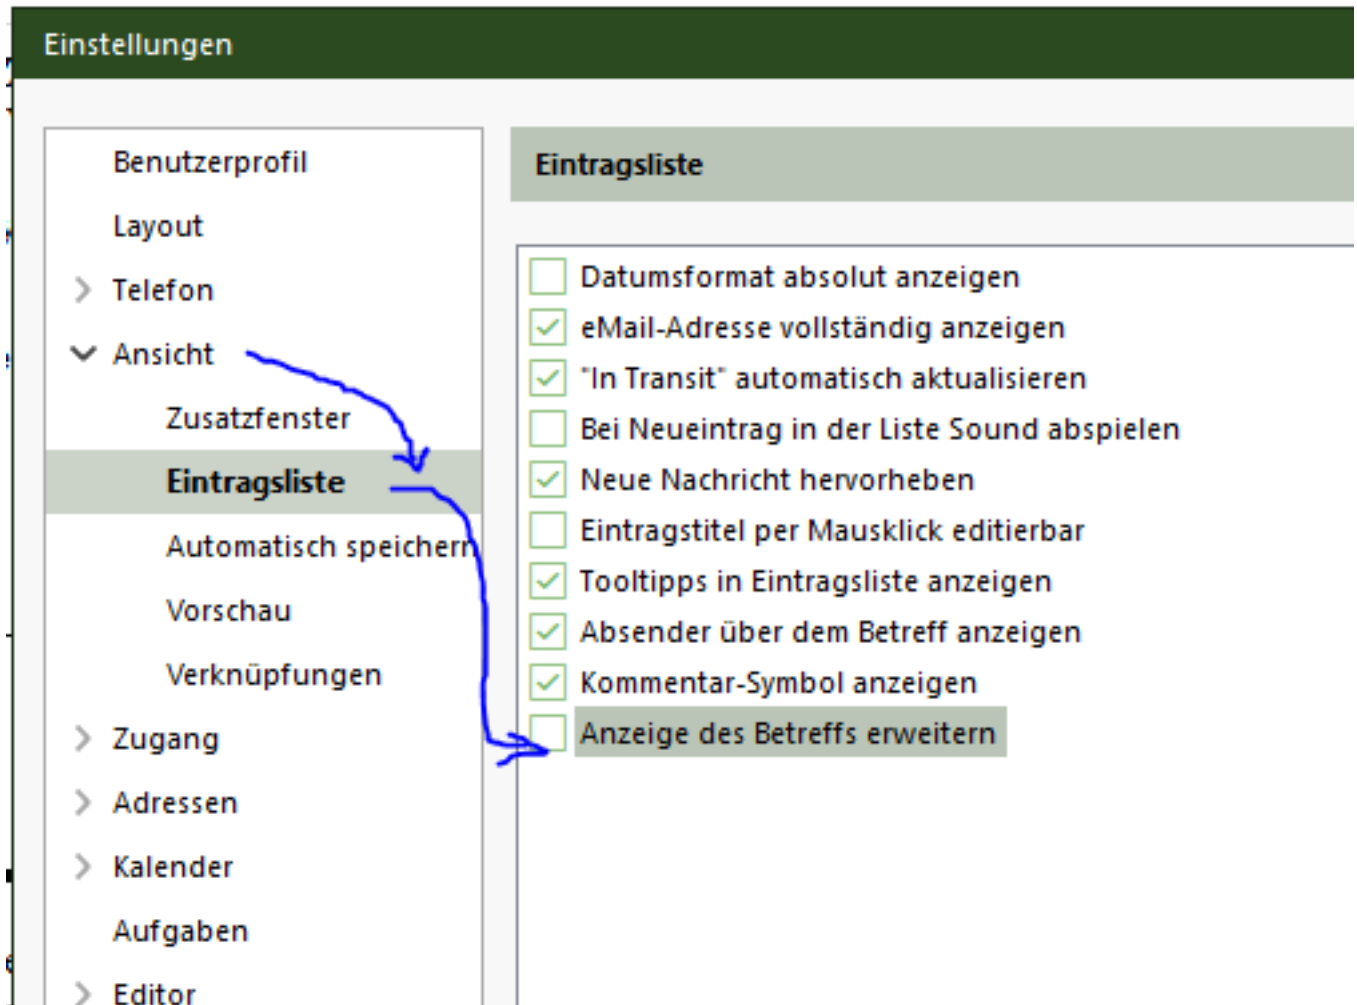 Einstellungen
Benutzerprofil
Layout
Telefon
Ansicht
Zusatzfenster
Eintragsliste
Automatisch speichern
Vorschau
Verknüpfungen
Zugang
Adressen
Kalender
Aufgaben
Editor
Eintragsliste
Datumsformat absolut anzeigen
eMail-Adresse vollständig anzeigen
"In Transit" automatisch aktualisieren
Bei Neueintrag in der Liste Sound abspielen
Neue Nachricht hervorheben
Eintragstitel per Mausklick editierbar
Tooltipps in Eintragsliste anzeigen
Absender über dem Betreff anzeigen
Kommentar-Symbol anzeigen
Anzeige des Betreffs erweitern